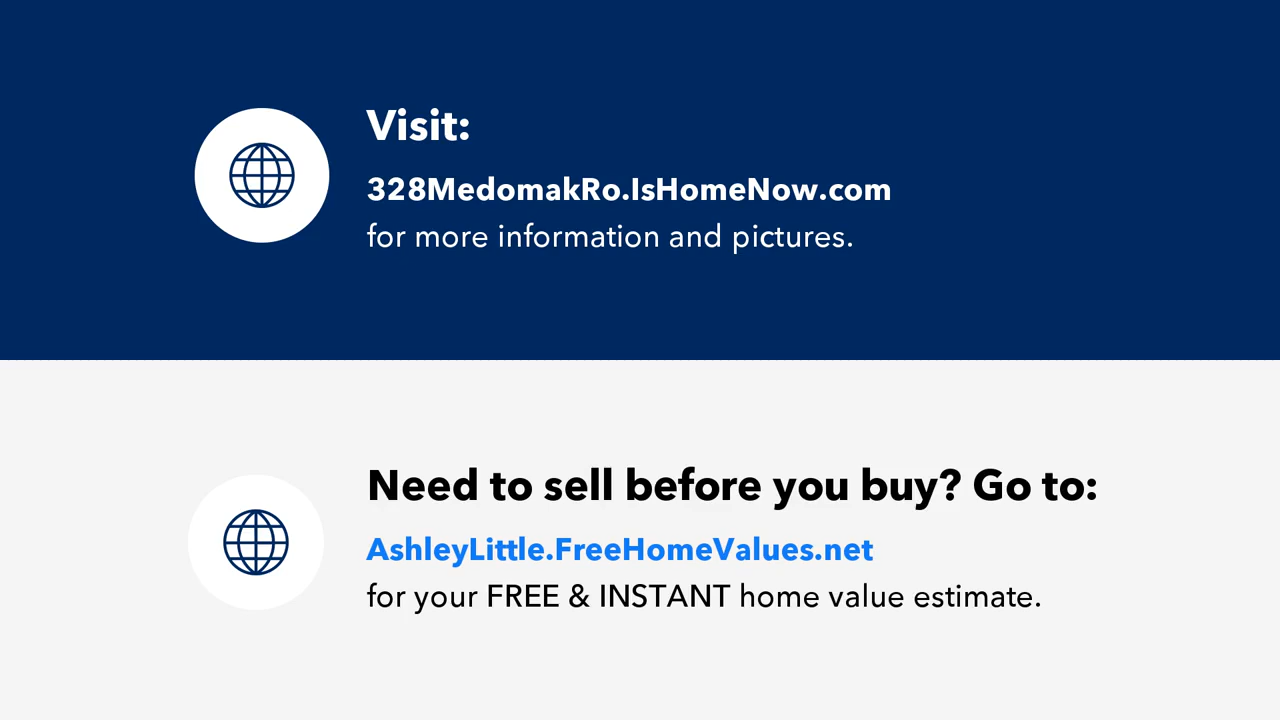 Visit:
328MedomakRo.IsHomeNow.com
for more information and pictures.
Need to sell before you buy? Go to:
AshleyLittle.FreeHomeValues.net
for your FREE & INSTANT home value estimate.